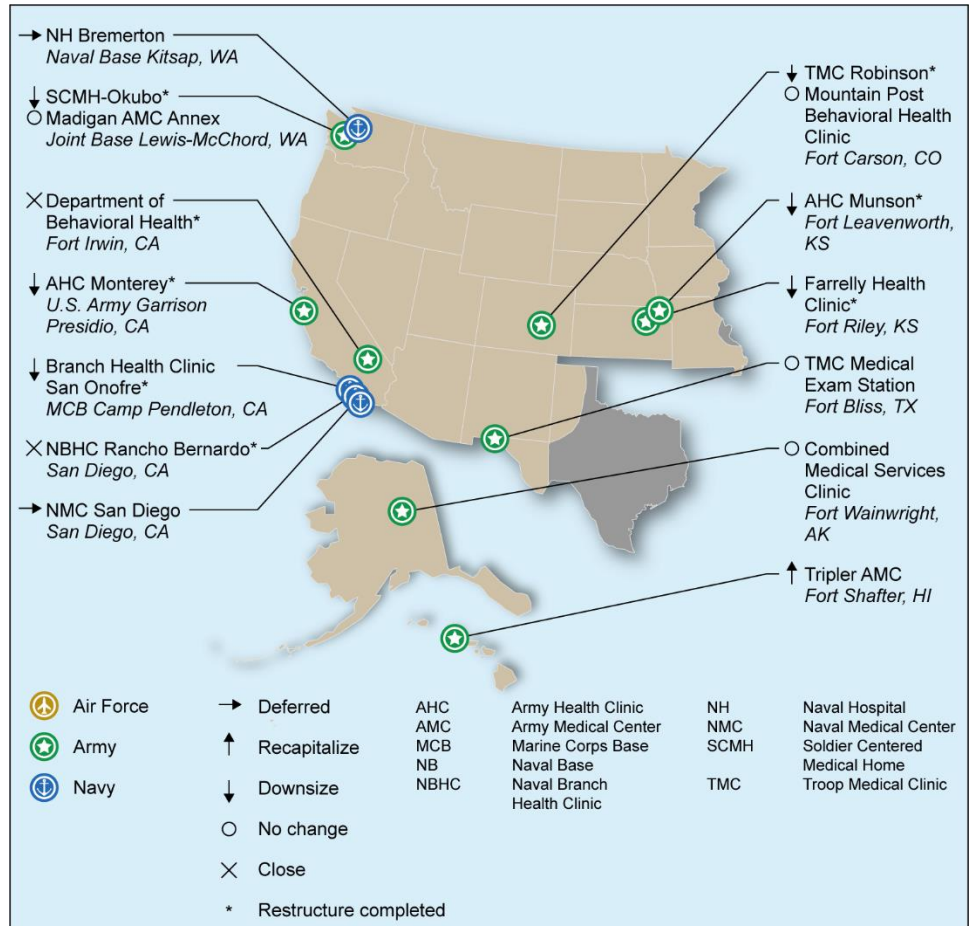 → NH Bremerton
Naval Base Kitsap, WA
↓ SCMH-Okubo*
○ Madigan AMC Annex
Joint Base Lewis-McChord, WA
× Department of
Behavioral Health*
Fort Irwin, CA
↓ AHC Monterey*
U.S. Army Garrison
Presidio, CA
↓ Branch Health Clinic
San Onofre*
MCB Camp Pendleton, CA
× NBHC Rancho Bernardo*
San Diego, CA
→ NMC San Diego
San Diego, CA
↓ TMC Robinson*
○ Mountain Post
Behavioral Health
Clinic
Fort Carson, CO
↓ AHC Munson*
Fort Leavenworth,
KS
↓ Farrelly Health
Clinic*
Fort Riley, KS
○ TMC Medical
Exam Station
Fort Bliss, TX
○ Combined
Medical Services
Clinic
Fort Wainwright,
AK
↑ Tripler AMC
Fort Shafter, HI
Air Force
Army
Navy
→ Deferred
↑ Recapitalize
↓ Downsize
○ No change
× Close
* Restructure completed
AHC Army Health Clinic
AMC Army Medical Center
MCB Marine Corps Base
NB Naval Base
NBHC Naval Branch
Health Clinic
NH Naval Hospital
NMC Naval Medical Center
SCMH Soldier Centered
Medical Home
TMC Troop Medical Clinic